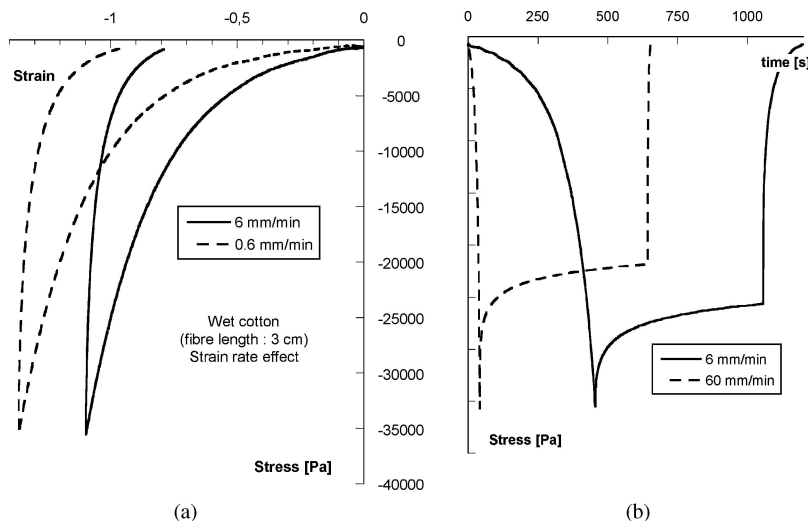 -1
-0,5
0
0
Strain
-5000
-10000
-15000
-20000
-25000
-30000
-35000
-40000
6 mm/min
0.6 mm/min
Wet cotton
(fibre length : 3 cm)
Strain rate effect
Stress [Pa]
(a)
0
250
500
750
1000
time [s]
6 mm/min
60 mm/min
Stress [Pa]
(b)